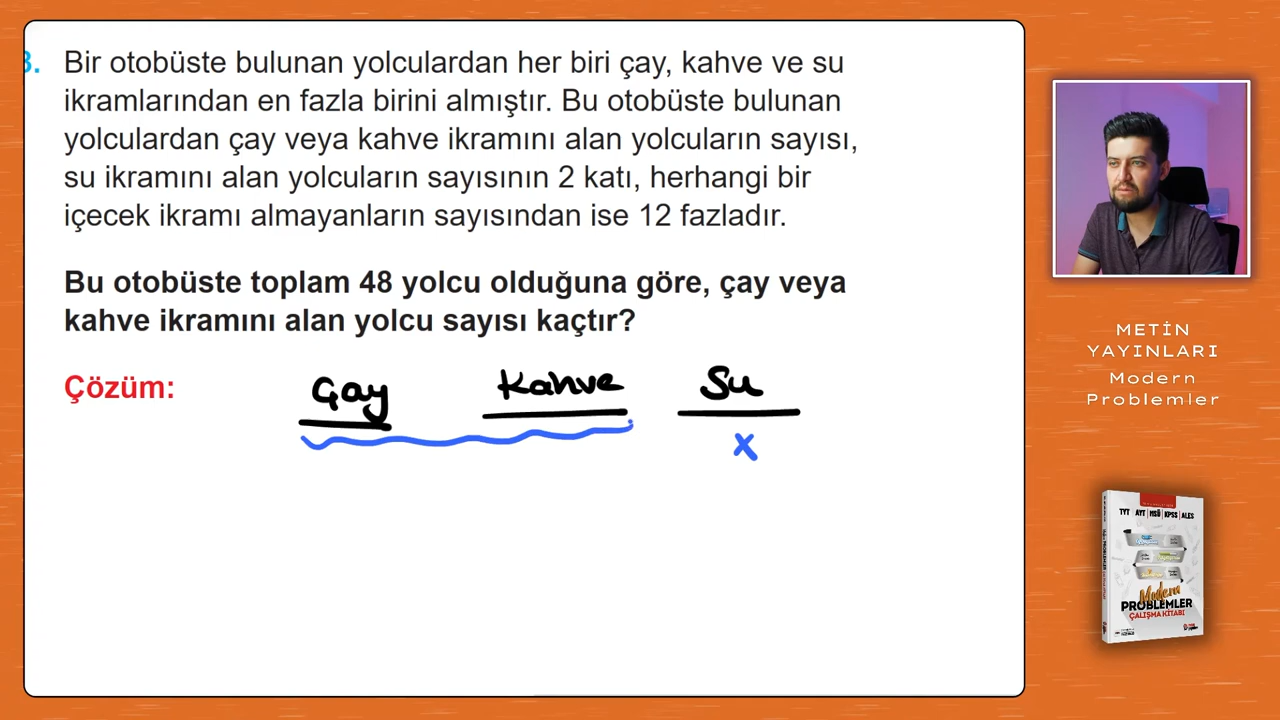 3. Bir otobüste bulunan yolculardan her biri çay, kahve ve su
ikramlarından en fazla birini almıştır. Bu otobüste bulunan
yolculardan çay veya kahve ikramını alan yolcuların sayısı,
su ikramını alan yolcuların sayısının 2 katı, herhangi bir
içecek ikramı almayanların sayısından ise 12 fazladır.
Bu otobüste toplam 48 yolcu olduğuna göre, çay veya
kahve ikramını alan yolcu sayısı kaçtır?
Çözüm:
Çay Kahve Su
x
METİN
YAYINLARI
Modern
Problemler
TYT AYT MSÜ KPSS ALES
Modern
PROBLEMLER
ÇALIŞMA KİTABI